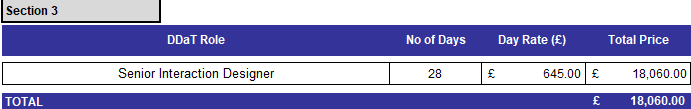 Section 3
DDaT Role No of Days Day Rate (£) Total Price
Senior Interaction Designer 28 £ 645.00 £ 18,060.00
TOTAL £ 18,060.00